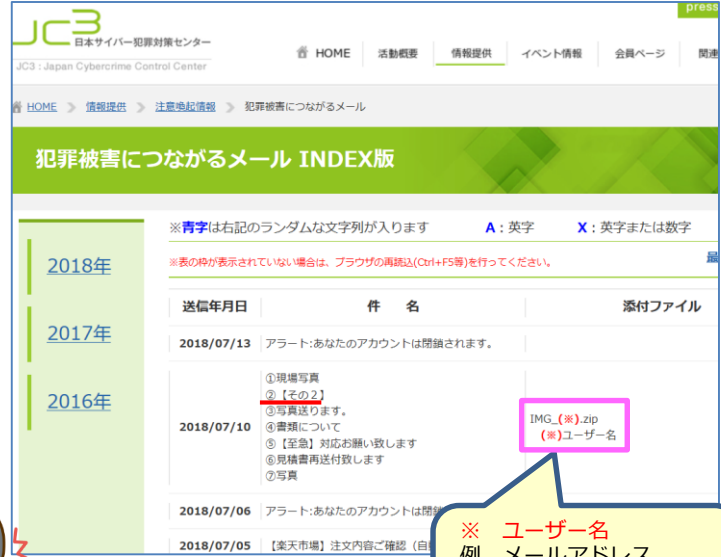 press
JC3 日本サイバー犯罪対策センター
JC3 : Japan Cybercrime Control Center
HOME 活動概要 情報提供 イベント情報 会員ページ 関連
HOME 》 情報提供 》 注意喚起情報 》 犯罪被害につながるメール
犯罪被害につながるメール INDEX版
2018年
2017年
2016年
※青字は右記のランダムな文字列が入ります A：英字 X：英字または数字
※表の枠が表示されていない場合は、ブラウザの再読込(Ctrl+F5等)を行ってください。
最
送信年月日 件 名 添付ファイル
2018/07/13 アラート:あなたのアカウントは閉鎖されます。
①現場写真
②【その２】
③写真送ります。
④書類について
⑤【至急】対応お願い致します
⑥見積書再送付致します
⑦写真
2018/07/10
IMG_(※).zip
(※)ユーザー名
2018/07/06 アラート:あなたのアカウントは閉鎖
2018/07/05 【楽天市場】注文内容ご確認（自
※ ユーザー名
例 メールアドレス